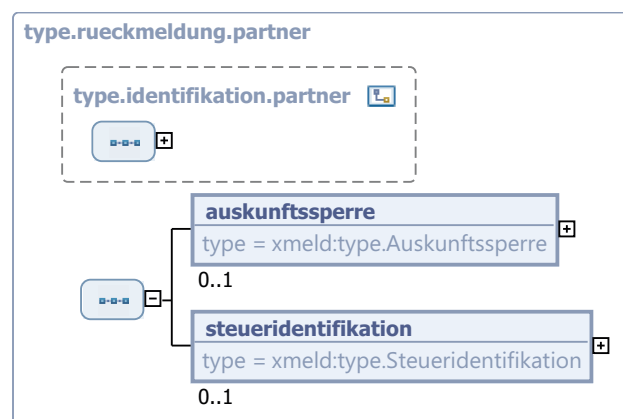 type.rueckmeldung.partner
type.identifikation.partner
auskunftssperre
type = xmeld:type.Auskunftssperre
0..1
steueridentifikation
type = xmeld:type.Steueridentifikation
0..1